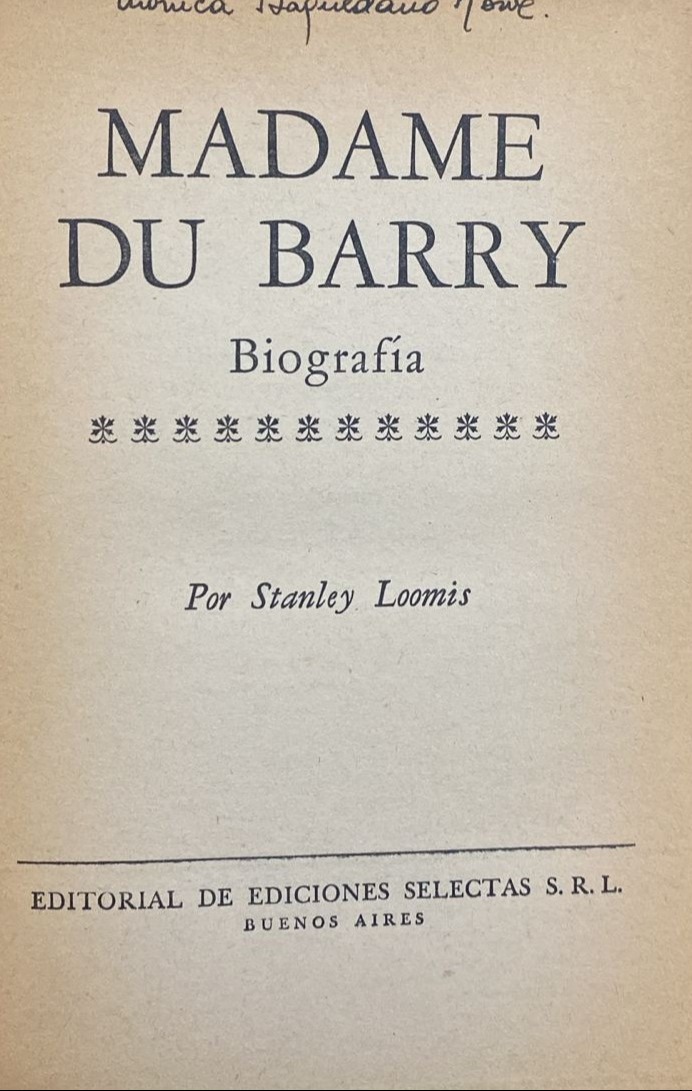 MADAME
DU BARRY
Biografía
Por Stanley Loomis
EDITORIAL DE EDICIONES SELECTAS S. R. L.
BUENOS AIRES